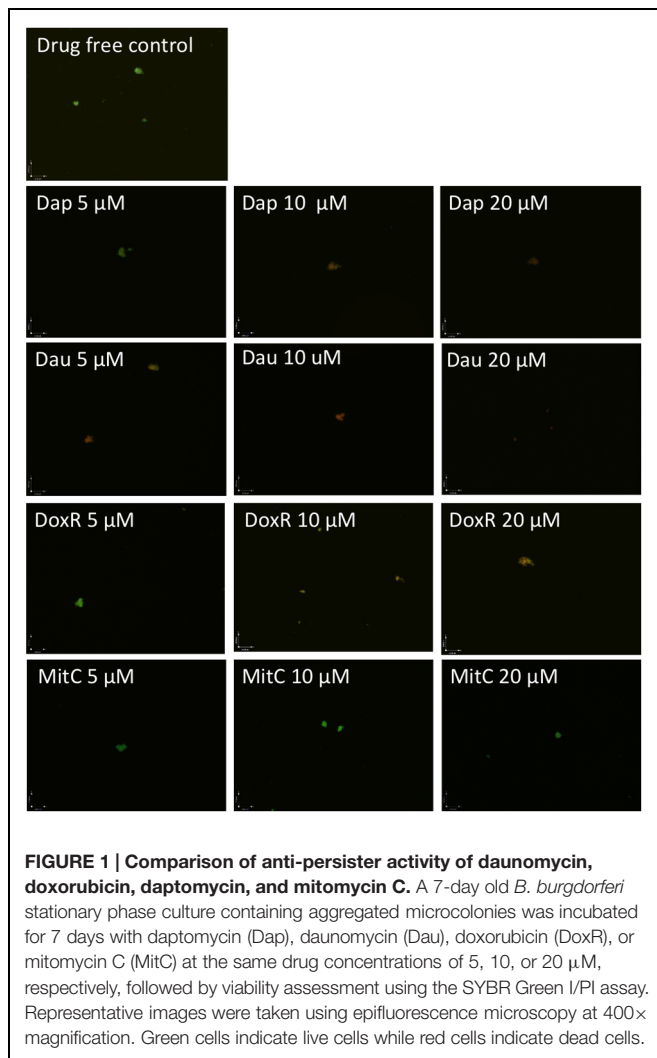 Drug free control
Dap 5 µM
Dap 10 µM
Dap 20 µM
Dau 5 µM
Dau 10 uM
Dau 20 µM
DoxR 5 µM
DoxR 10 µM
DoxR 20 µM
MitC 5 µM
MitC 10 µM
MitC 20 µM
FIGURE 1 | Comparison of anti-persister activity of daunomycin,
doxorubicin, daptomycin, and mitomycin C. A 7-day old B. burgdorferi
stationary phase culture containing aggregated microcolonies was incubated
for 7 days with daptomycin (Dap), daunomycin (Dau), doxorubicin (DoxR), or
mitomycin C (MitC) at the same drug concentrations of 5, 10, or 20 µM,
respectively, followed by viability assessment using the SYBR Green I/PI assay.
Representative images were taken using epifluorescence microscopy at 400×
magnification. Green cells indicate live cells while red cells indicate dead cells.